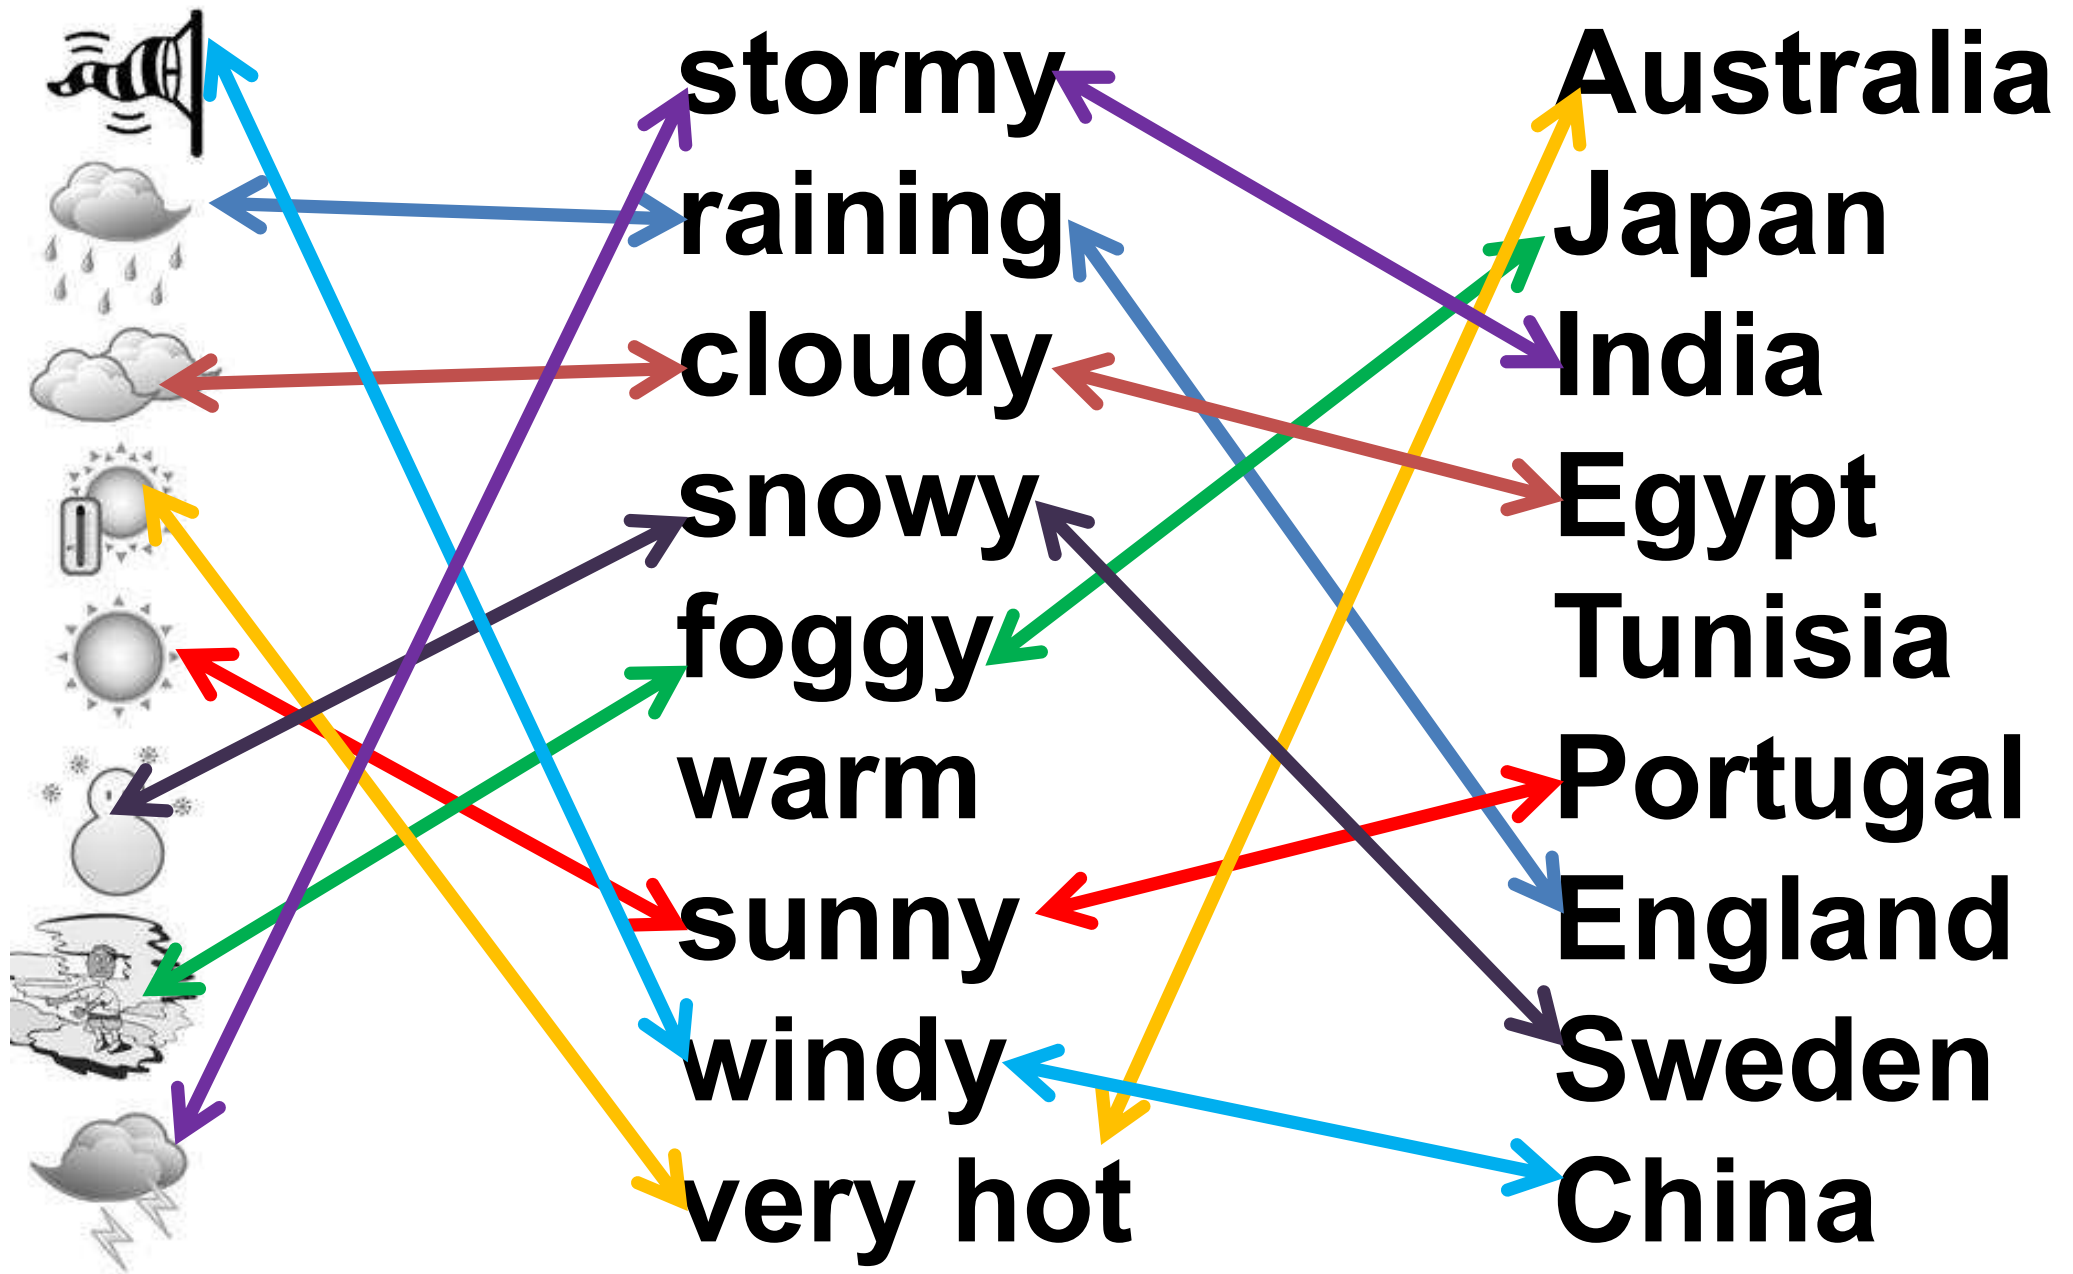 stormy
raining
cloudy
snowy
foggy
warm
sunny
windy
very hot
Australia
Japan
India
Egypt
Tunisia
Portugal
England
Sweden
China